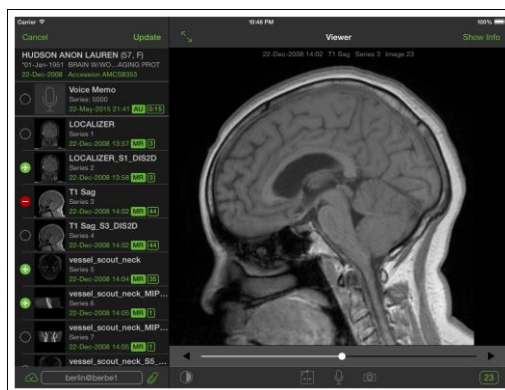 Carrier 10:46 PM 100%
Cancel Update Viewer Show Info
HUDSON ANON LAUREN (57, F)
*01-Jan-1951 BRAIN W/WO...AGING PROT
22-Dec-2008 Accession AMCS8353
22-Dec-2008 14:02 T1 Sag Series 3 Image 23
Voice Memo
Series: 5000
22-May-2015 21:41 AU 0:15
LOCALIZER
Series 1
22-Dec-2008 13:57 MR 3
LOCALIZER_S1_DIS2D
Series 2
22-Dec-2008 13:58 MR 3
T1 Sag
Series 3
22-Dec-2008 14:02 MR 44
T1 Sag_S3_DIS2D
Series 4
22-Dec-2008 14:02 MR 44
vessel_scout_neck
Series 5
22-Dec-2008 14:04 MR 35
vessel_scout_neck_MIP...
Series 6
22-Dec-2008 14:05 MR 1
vessel_scout_neck_MIP...
Series 7
22-Dec-2008 14:05 MR 1
vessel_scout_neck_S5_...
berlin@berbe1
23